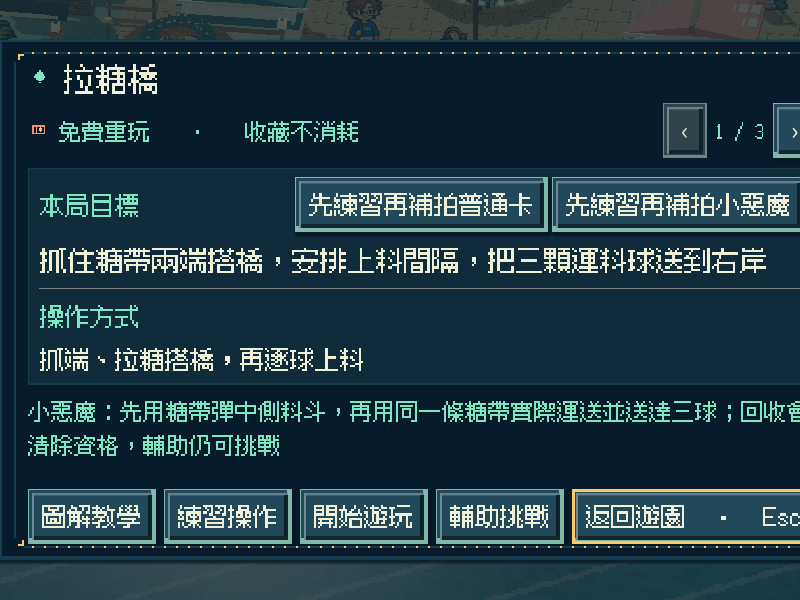 拉糖橋
免費重玩 · 收藏不消耗
‹ 1 / 3 ›
本局目標 先練習再補拍普通卡 先練習再補拍小惡魔
抓住糖帶兩端搭橋，安排上料間隔，把三顆運料球送到右岸
操作方式
抓端、拉糖搭橋，再逐球上料
小惡魔：先用糖帶彈中側料斗，再用同一條糖帶實際運送並送達三球；回收會
清除資格，輔助仍可挑戰
圖解教學 練習操作 開始遊玩 輔助挑戰 返回遊園 · Esc